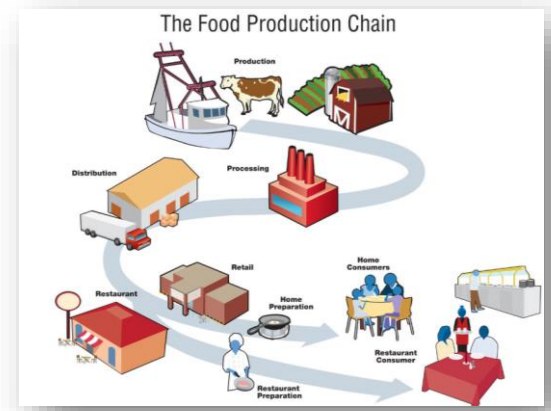 The Food Production Chain
Production
Processing
Distribution
Retail
Home
Consumers
Restaurant
Home
Preparation
Restaurant
Consumer
Restaurant
Preparation